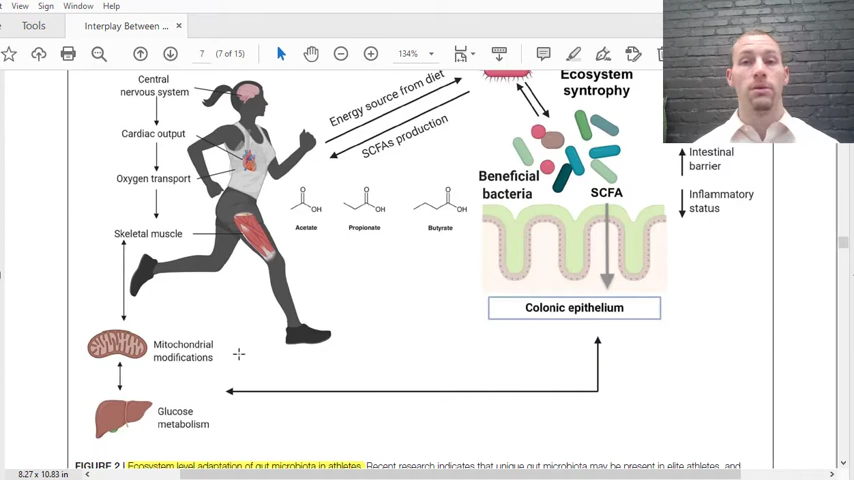 View Sign Window Help
Tools
Interplay Between ... ×
7 (7 of 15)
134%
Central
nervous system
Cardiac output
Oxygen transport
Skeletal muscle
Mitochondrial
modifications
Glucose
metabolism
Energy source from diet
SCFAs production
O
OH
Acetate
O
OH
Propionate
O
OH
Butyrate
Ecosystem
syntrophy
Beneficial
bacteria
SCFA
Colonic epithelium
Intestinal
barrier
Inflammatory
status
FIGURE 2 | Ecosystem level adaptation of gut microbiota in athletes. Recent research indicates that unique gut microbiota may be present in elite athletes, and
8.27 x 10.83 in